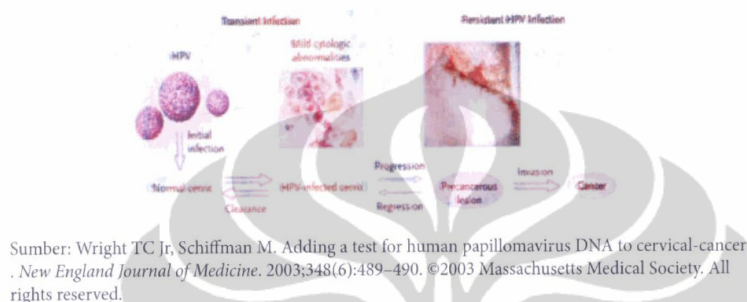 Transient Infection
Persistent HPV Infection
HPV
Mild cytologic
abnormalities
Initial
infection
Progression
Invasion
Normal cervix
HPV-infected cervix
Precancerous
lesion
Cancer
Clearance
Regression
Sumber: Wright TC Jr, Schiffman M. Adding a test for human papillomavirus DNA to cervical-cancer
. New England Journal of Medicine. 2003;348(6):489–490. ©2003 Massachusetts Medical Society. All
rights reserved.